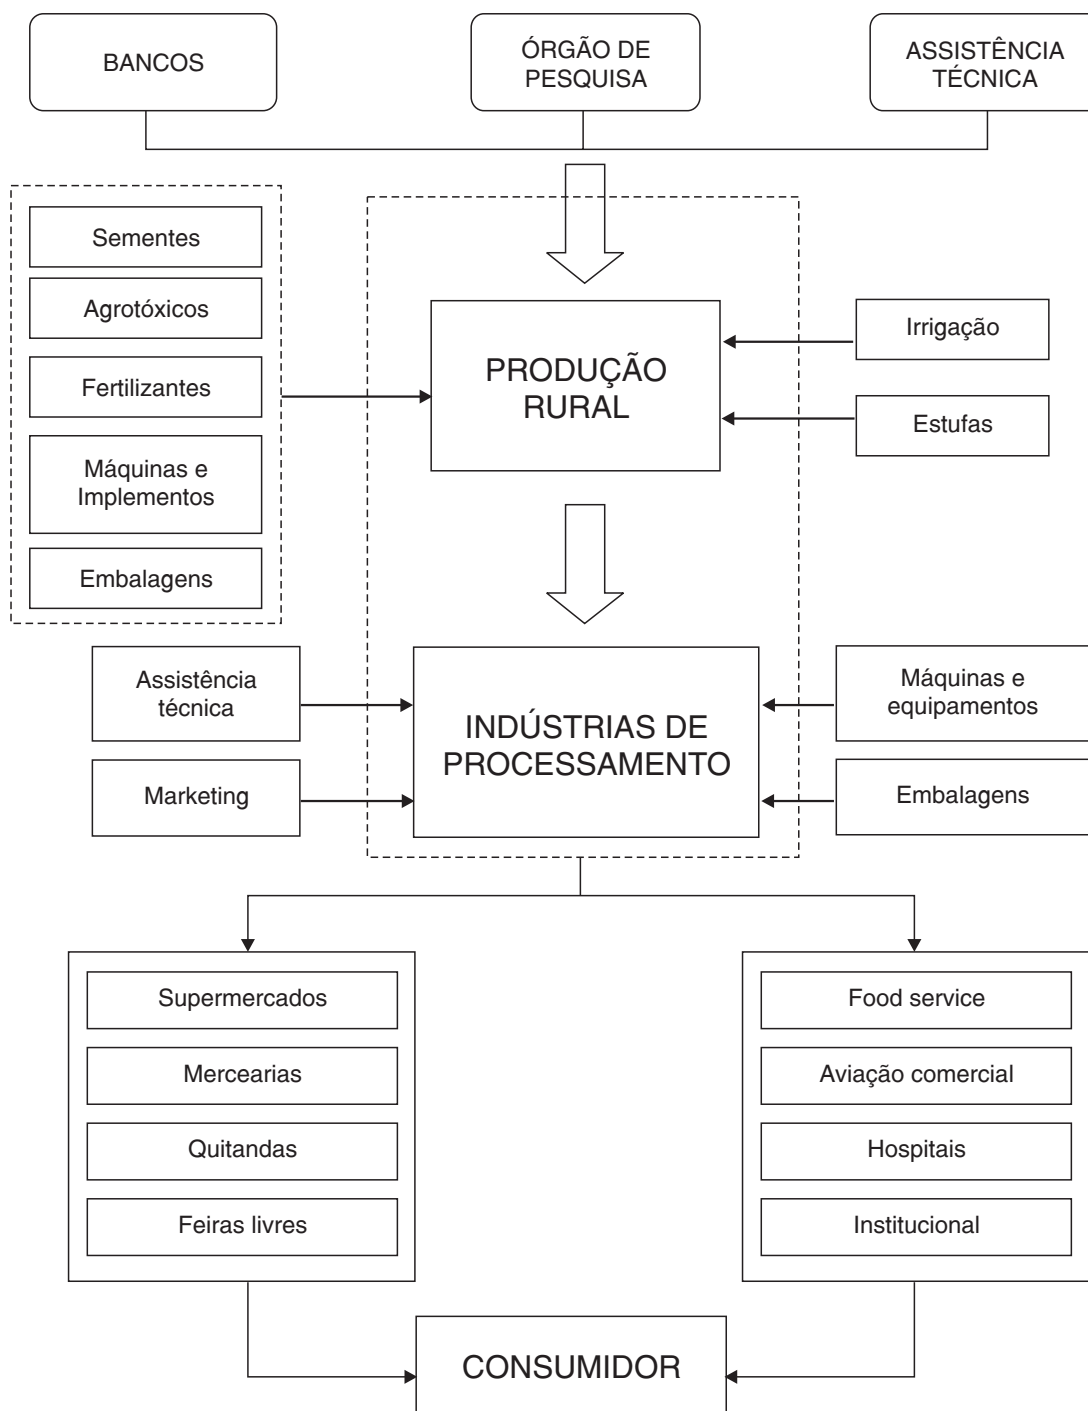 BANCOS
ÓRGÃO DE
PESQUISA
ASSISTÊNCIA
TÉCNICA
Sementes
Agrotóxicos
Fertilizantes
Máquinas e
Implementos
Embalagens
PRODUÇÃO
RURAL
Irrigação
Estufas
Assistência
técnica
Marketing
INDÚSTRIAS DE
PROCESSAMENTO
Máquinas e
equipamentos
Embalagens
Supermercados
Mercearias
Quitandas
Feiras livres
Food service
Aviação comercial
Hospitais
Institucional
CONSUMIDOR